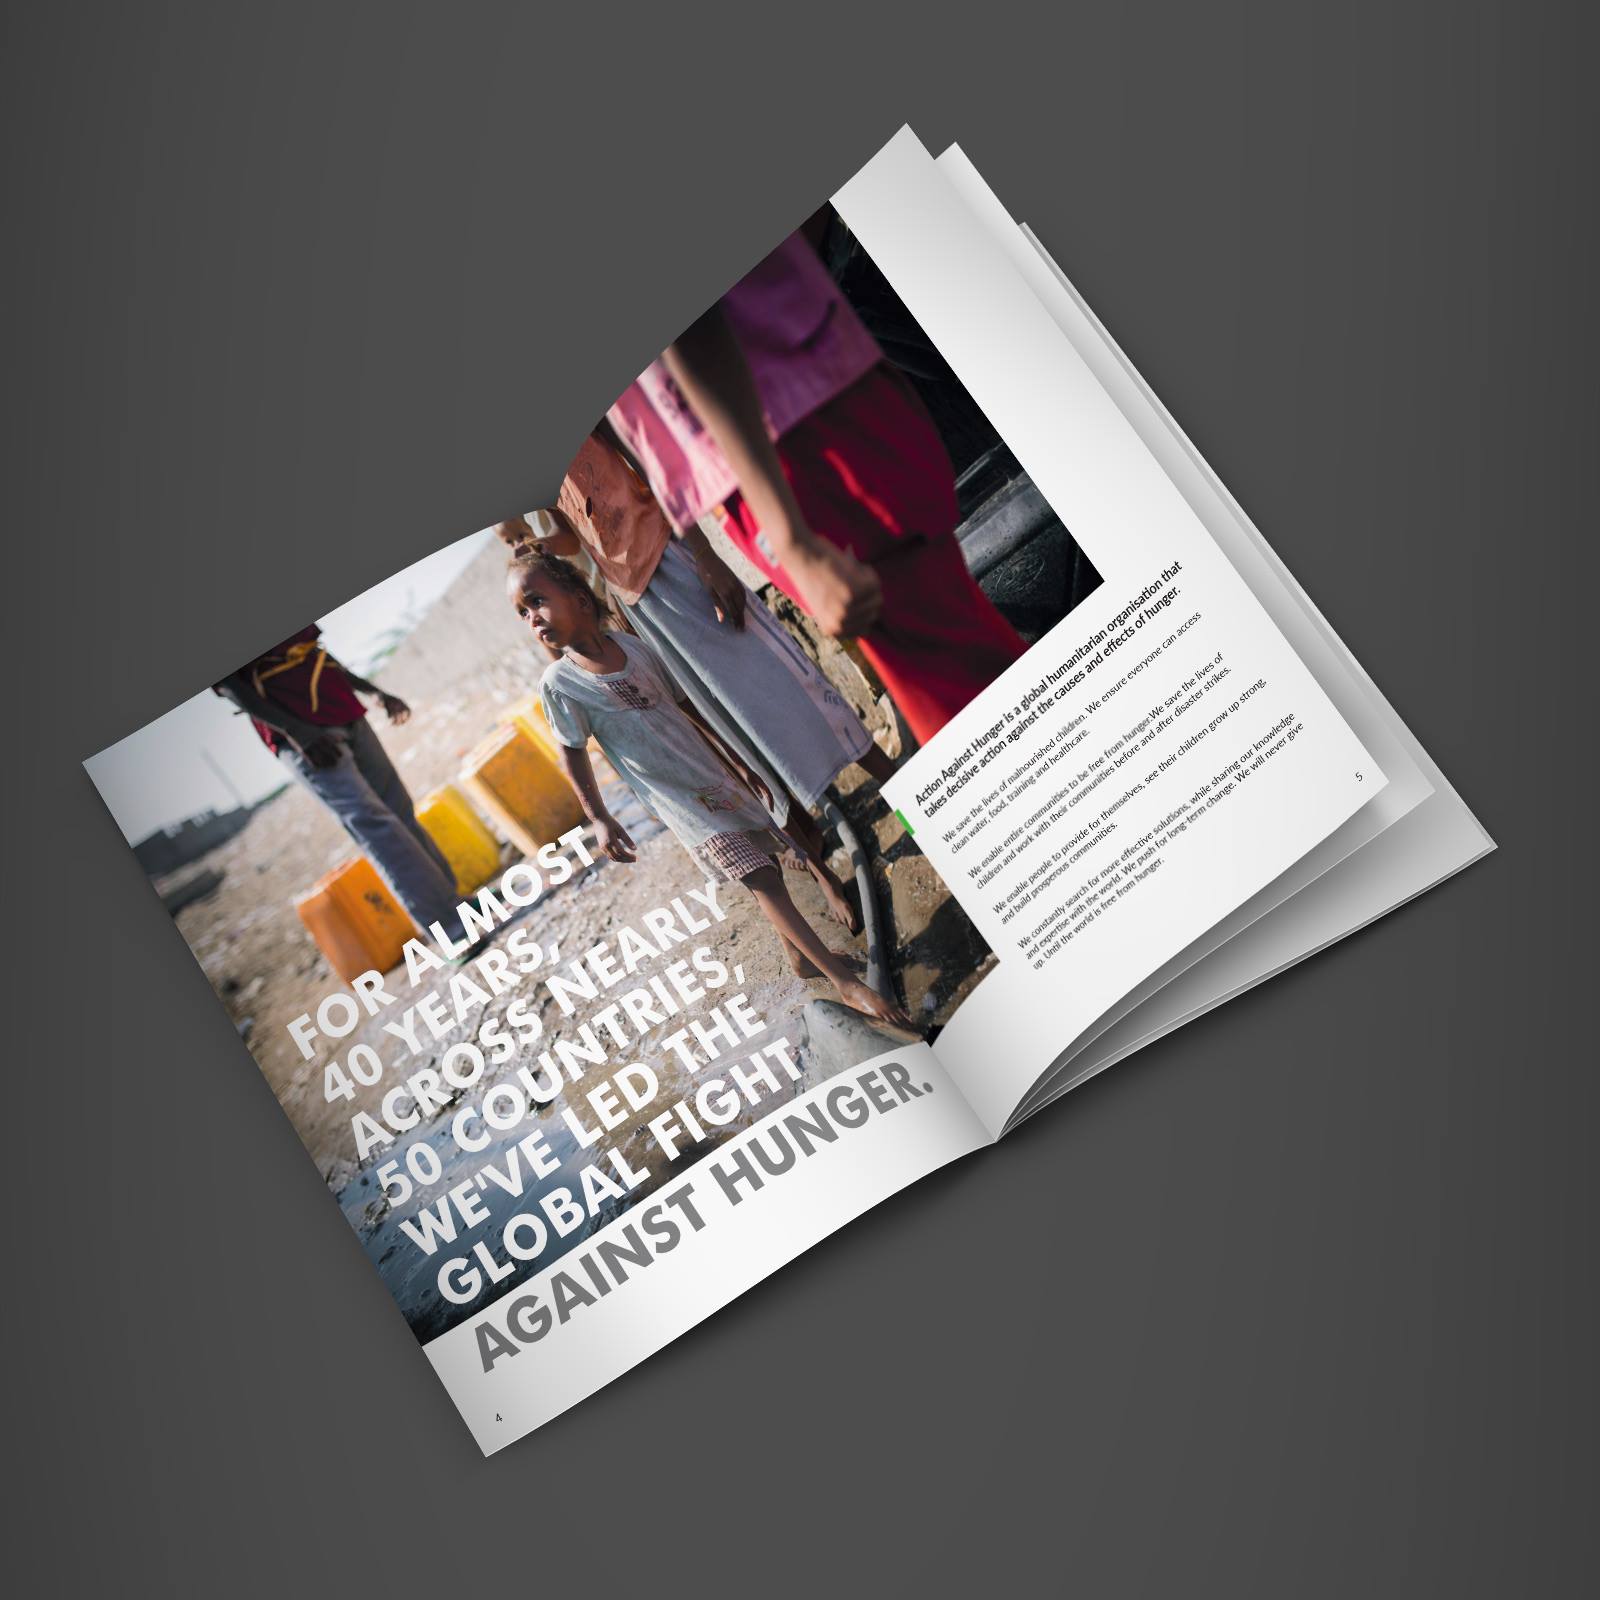 FOR ALMOST
40 YEARS,
ACROSS NEARLY
50 COUNTRIES,
WE'VE LED THE
GLOBAL FIGHT
AGAINST HUNGER.
4
Action Against Hunger is a global humanitarian organisation that
takes decisive action against the causes and effects of hunger.
We save the lives of malnourished children. We ensure everyone can access
clean water, food, training and healthcare.
We enable entire communities to be free from hunger.We save the lives of
children and work with their communities before and after disaster strikes.
We enable people to provide for themselves, see their children grow up strong,
and build prosperous communities.
We constantly search for more effective solutions, while sharing our knowledge
and expertise with the world. We push for long-term change. We will never give
up. Until the world is free from hunger.
5